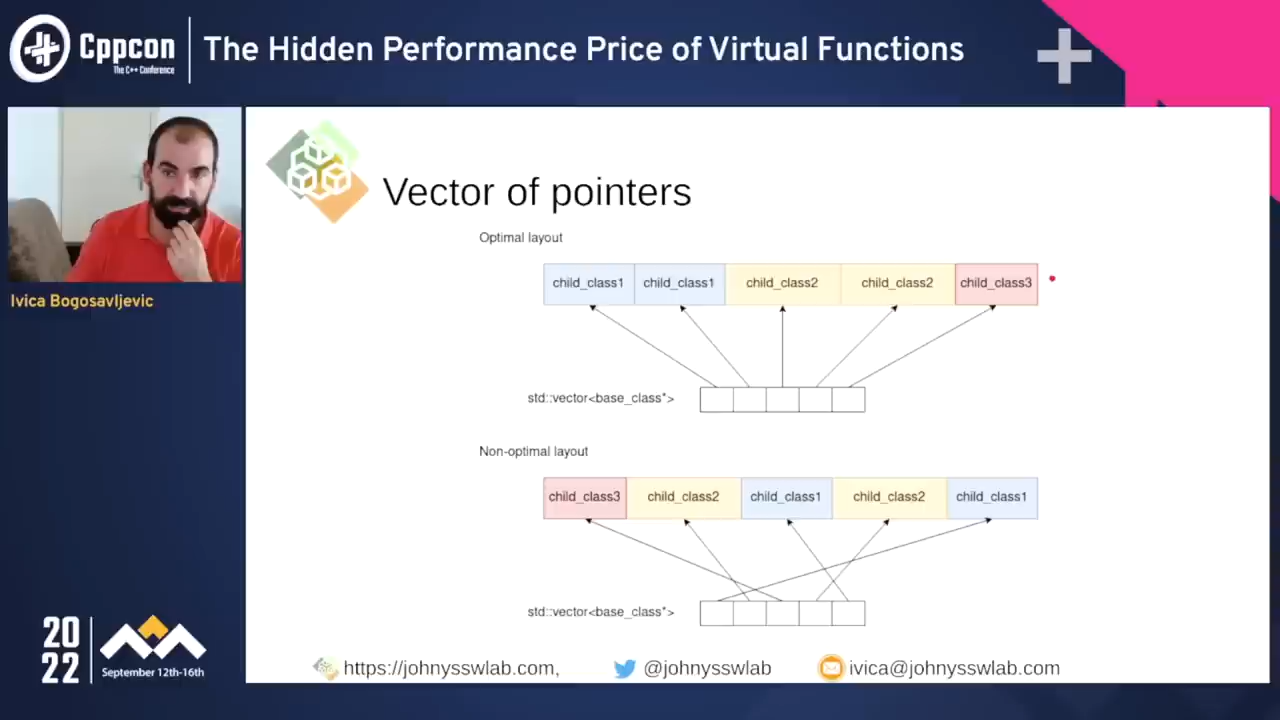 Cppcon
The C++ Conference
The Hidden Performance Price of Virtual Functions
Ivica Bogosavljevic
Vector of pointers
Optimal layout
child_class1 child_class1 child_class2 child_class2 child_class3
std::vector<base_class*>
Non-optimal layout
child_class3 child_class2 child_class1 child_class2 child_class1
std::vector<base_class*>
20
22
September 12th-16th
https://johnysswlab.com, @johnysswlab ivica@johnysswlab.com